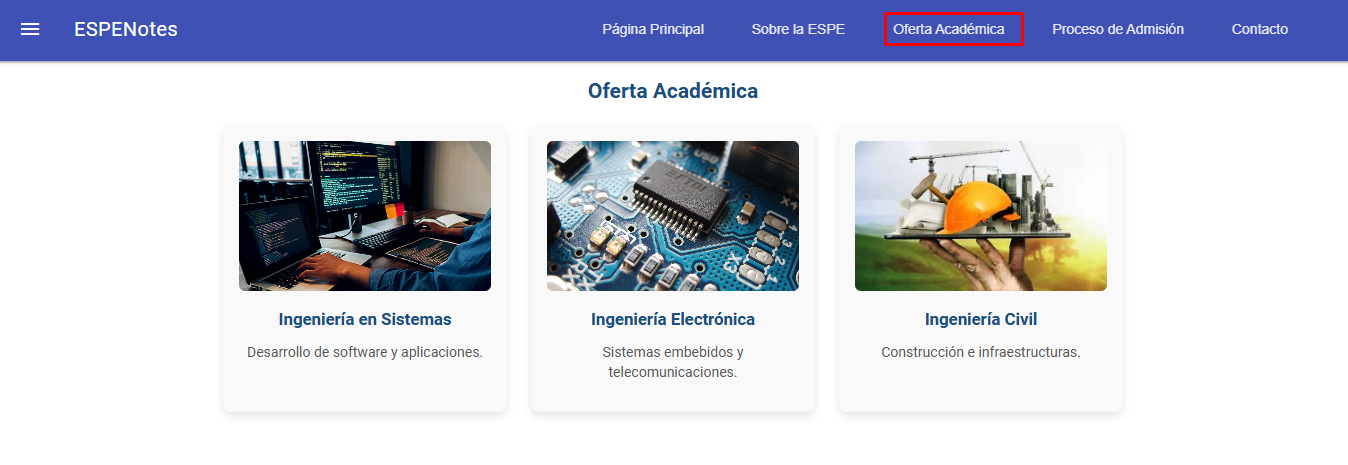 ESPENotes
Página Principal
Sobre la ESPE
Oferta Académica
Proceso de Admisión
Contacto
Oferta Académica
Ingeniería en Sistemas
Desarrollo de software y aplicaciones.
Ingeniería Electrónica
Sistemas embebidos y
telecomunicaciones.
Ingeniería Civil
Construcción e infraestructuras.